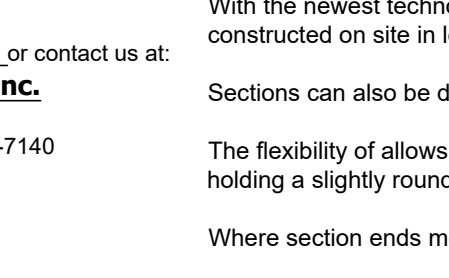 or contact us at:
nc.
-7140
With the newest techn
constructed on site in l
Sections can also be d
The flexibility of allows
holding a slightly round
Where section ends m